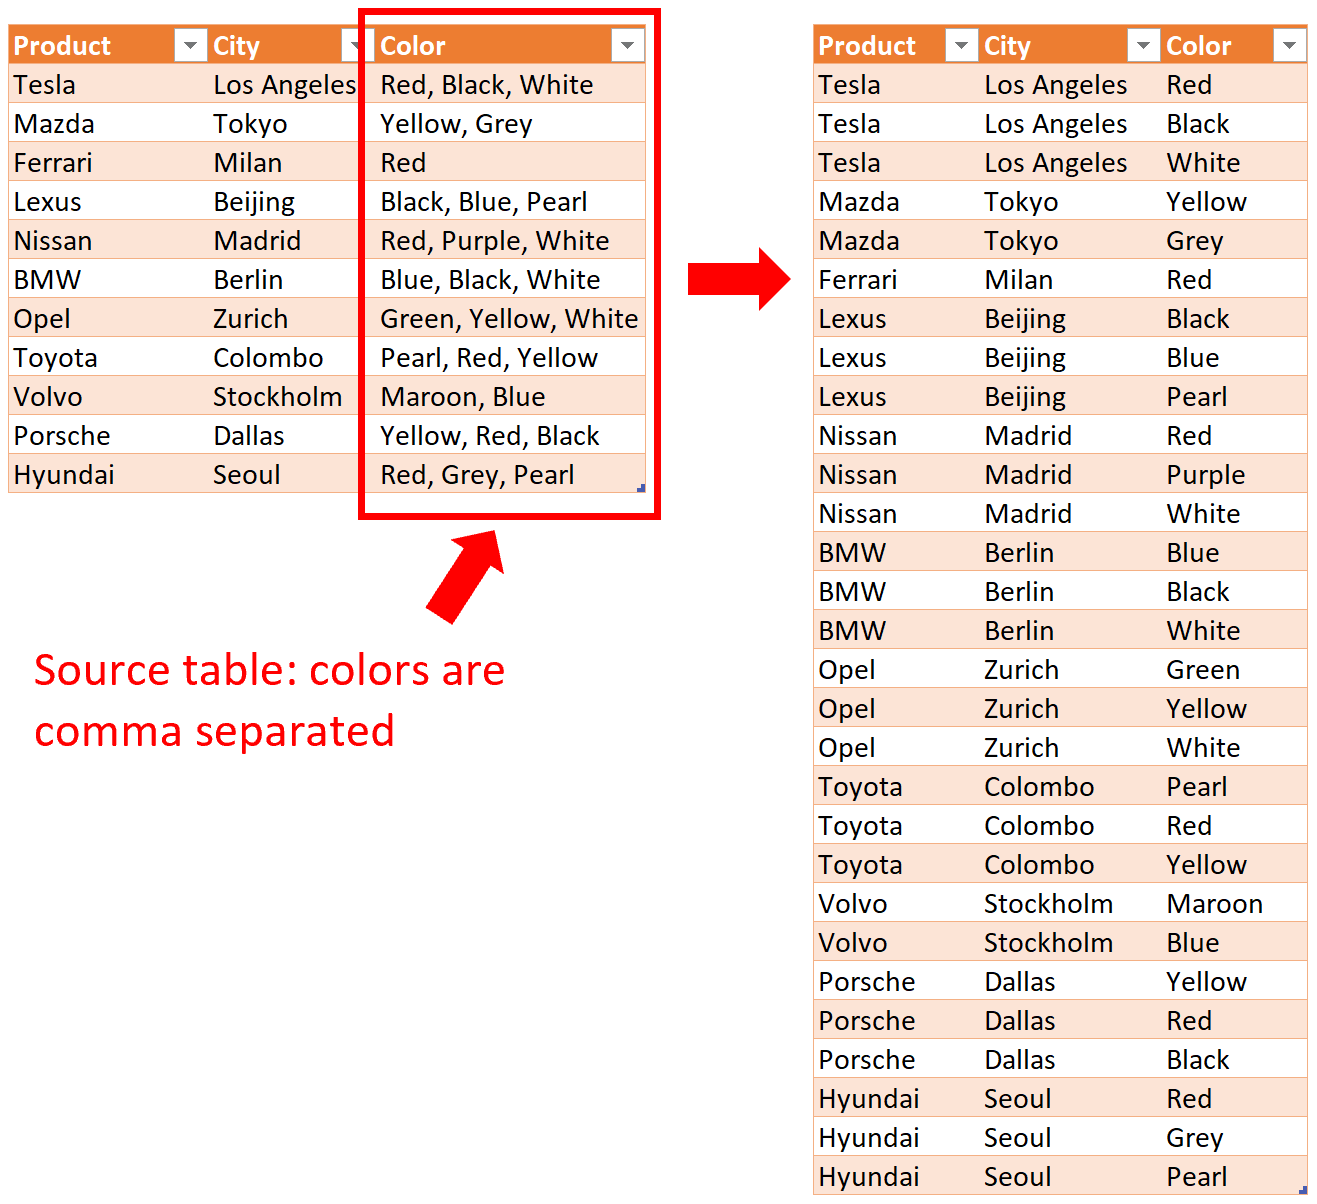 Product City Color
Tesla Los Angeles Red, Black, White
Mazda Tokyo Yellow, Grey
Ferrari Milan Red
Lexus Beijing Black, Blue, Pearl
Nissan Madrid Red, Purple, White
BMW Berlin Blue, Black, White
Opel Zurich Green, Yellow, White
Toyota Colombo Pearl, Red, Yellow
Volvo Stockholm Maroon, Blue
Porsche Dallas Yellow, Red, Black
Hyundai Seoul Red, Grey, Pearl
Source table: colors are
comma separated
Product City Color
Tesla Los Angeles Red
Tesla Los Angeles Black
Tesla Los Angeles White
Mazda Tokyo Yellow
Mazda Tokyo Grey
Ferrari Milan Red
Lexus Beijing Black
Lexus Beijing Blue
Lexus Beijing Pearl
Nissan Madrid Red
Nissan Madrid Purple
Nissan Madrid White
BMW Berlin Blue
BMW Berlin Black
BMW Berlin White
Opel Zurich Green
Opel Zurich Yellow
Opel Zurich White
Toyota Colombo Pearl
Toyota Colombo Red
Toyota Colombo Yellow
Volvo Stockholm Maroon
Volvo Stockholm Blue
Porsche Dallas Yellow
Porsche Dallas Red
Porsche Dallas Black
Hyundai Seoul Red
Hyundai Seoul Grey
Hyundai Seoul Pearl